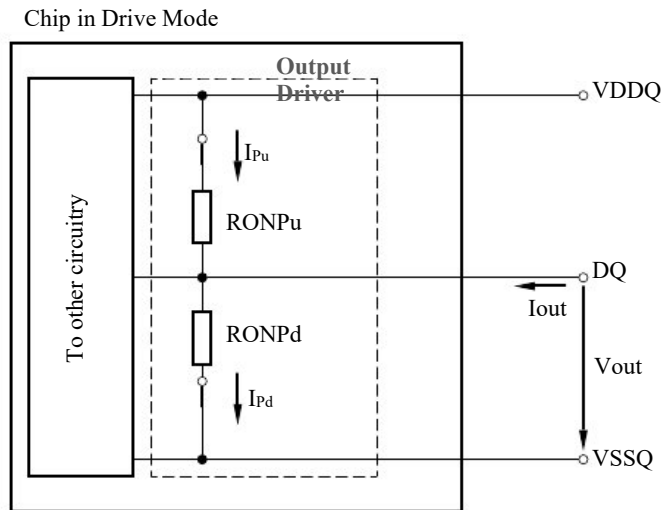 Chip in Drive Mode
Output
Driver
VDDQ
IPu
RONPu
To other circuitry
DQ
Iout
RONPd
Vout
IPd
VSSQ